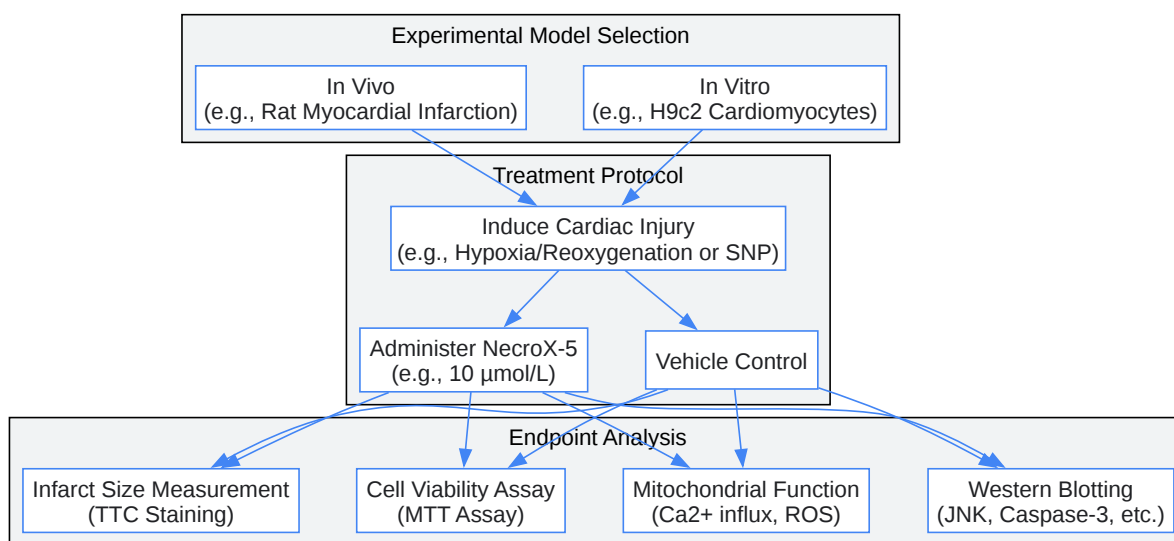 Experimental Model Selection
In Vivo
(e.g., Rat Myocardial Infarction)
In Vitro
(e.g., H9c2 Cardiomyocytes)
Treatment Protocol
Induce Cardiac Injury
(e.g., Hypoxia/Reoxygenation or SNP)
Administer NecroX-5
(e.g., 10 µmol/L)
Vehicle Control
Endpoint Analysis
Infarct Size Measurement
(TTC Staining)
Cell Viability Assay
(MTT Assay)
Mitochondrial Function
(Ca2+ influx, ROS)
Western Blotting
(JNK, Caspase-3, etc.)